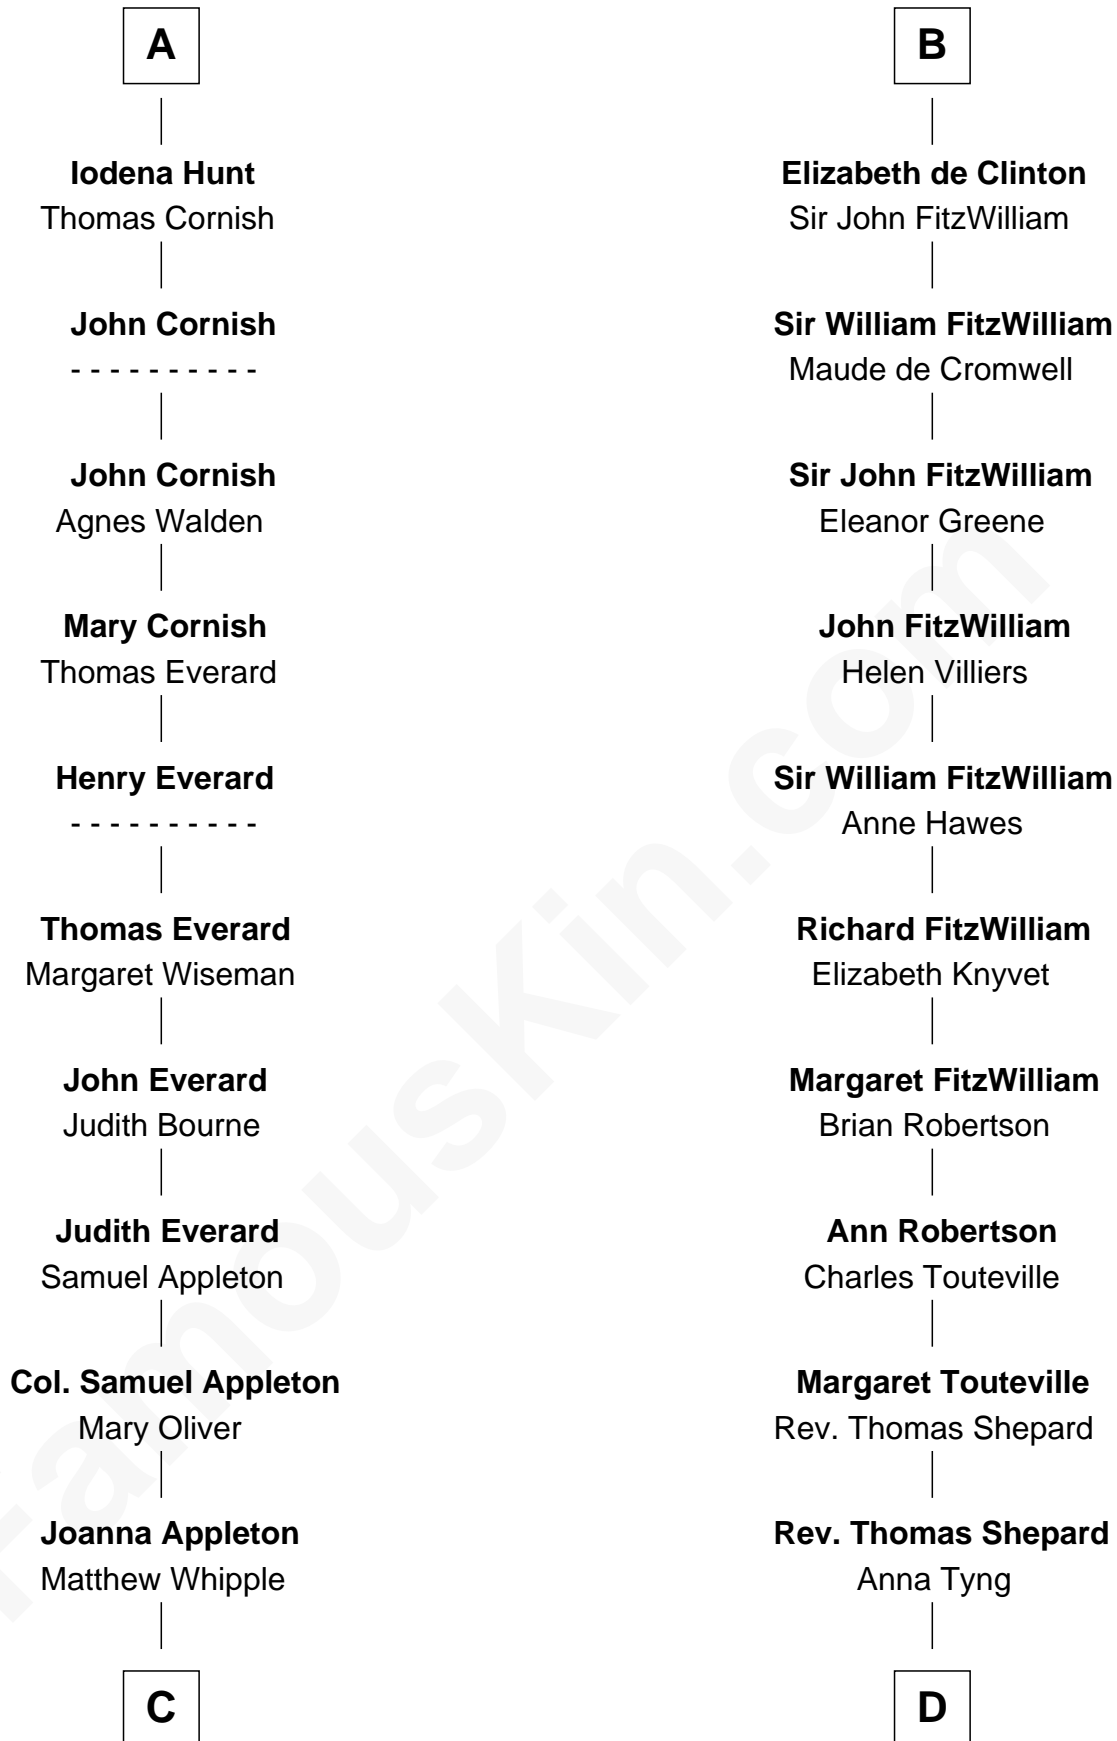 A
Iodena Hunt
Thomas Cornish
John Cornish
- - - - - - - - - -
John Cornish
Agnes Walden
Mary Cornish
Thomas Everard
Henry Everard
- - - - - - - - - -
Thomas Everard
Margaret Wiseman
John Everard
Judith Bourne
Judith Everard
Samuel Appleton
Col. Samuel Appleton
Mary Oliver
Joanna Appleton
Matthew Whipple
C
B
Elizabeth de Clinton
Sir John FitzWilliam
Sir William FitzWilliam
Maude de Cromwell
Sir John FitzWilliam
Eleanor Greene
John FitzWilliam
Helen Villiers
Sir William FitzWilliam
Anne Hawes
Richard FitzWilliam
Elizabeth Knyvet
Margaret FitzWilliam
Brian Robertson
Ann Robertson
Charles Touteville
Margaret Touteville
Rev. Thomas Shepard
Rev. Thomas Shepard
Anna Tyng
D
FamousKin.com